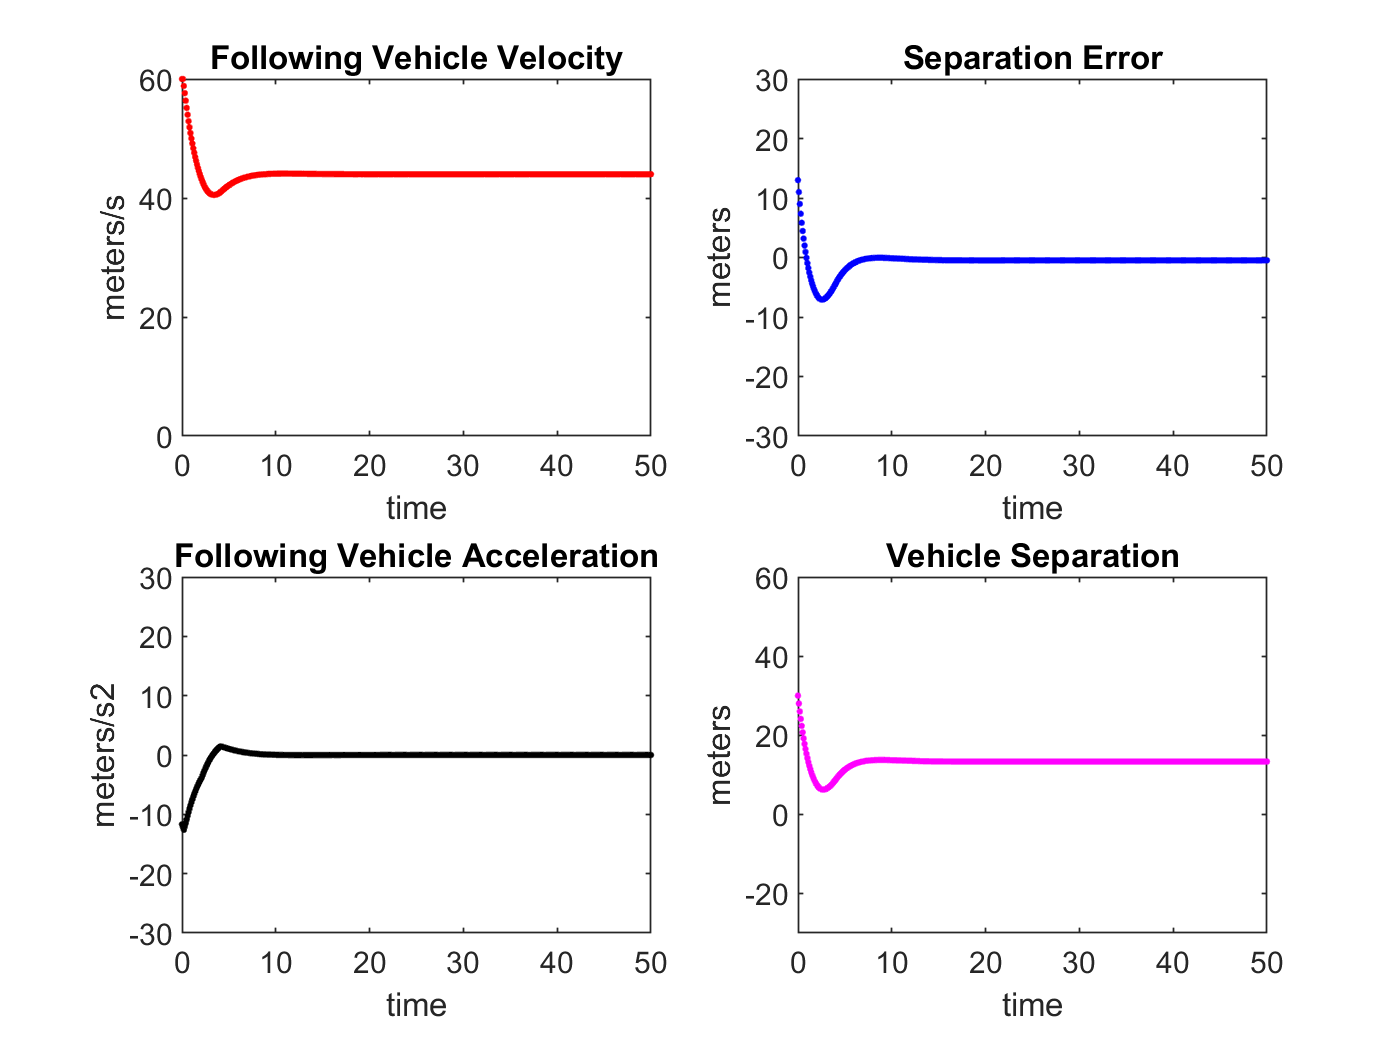 Following Vehicle Velocity
60
40
20
0
meters/s
0 10 20 30 40 50
time
Separation Error
30
20
10
0
-10
-20
-30
meters
0 10 20 30 40 50
time
Following Vehicle Acceleration
30
20
10
0
-10
-20
-30
meters/s2
0 10 20 30 40 50
time
Vehicle Separation
60
40
20
0
-20
meters
0 10 20 30 40 50
time